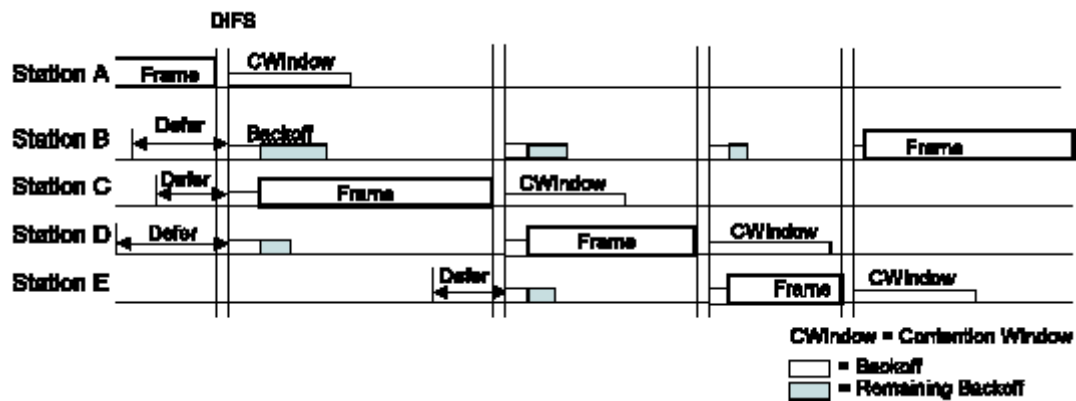 DIFS
Station A Frame CWindow
Station B Defer Backoff Frame
Station C Defer Frame CWindow
Station D Defer Frame CWindow
Station E Defer Frame CWindow
CWindow = Contention Window
= Backoff
= Remaining Backoff